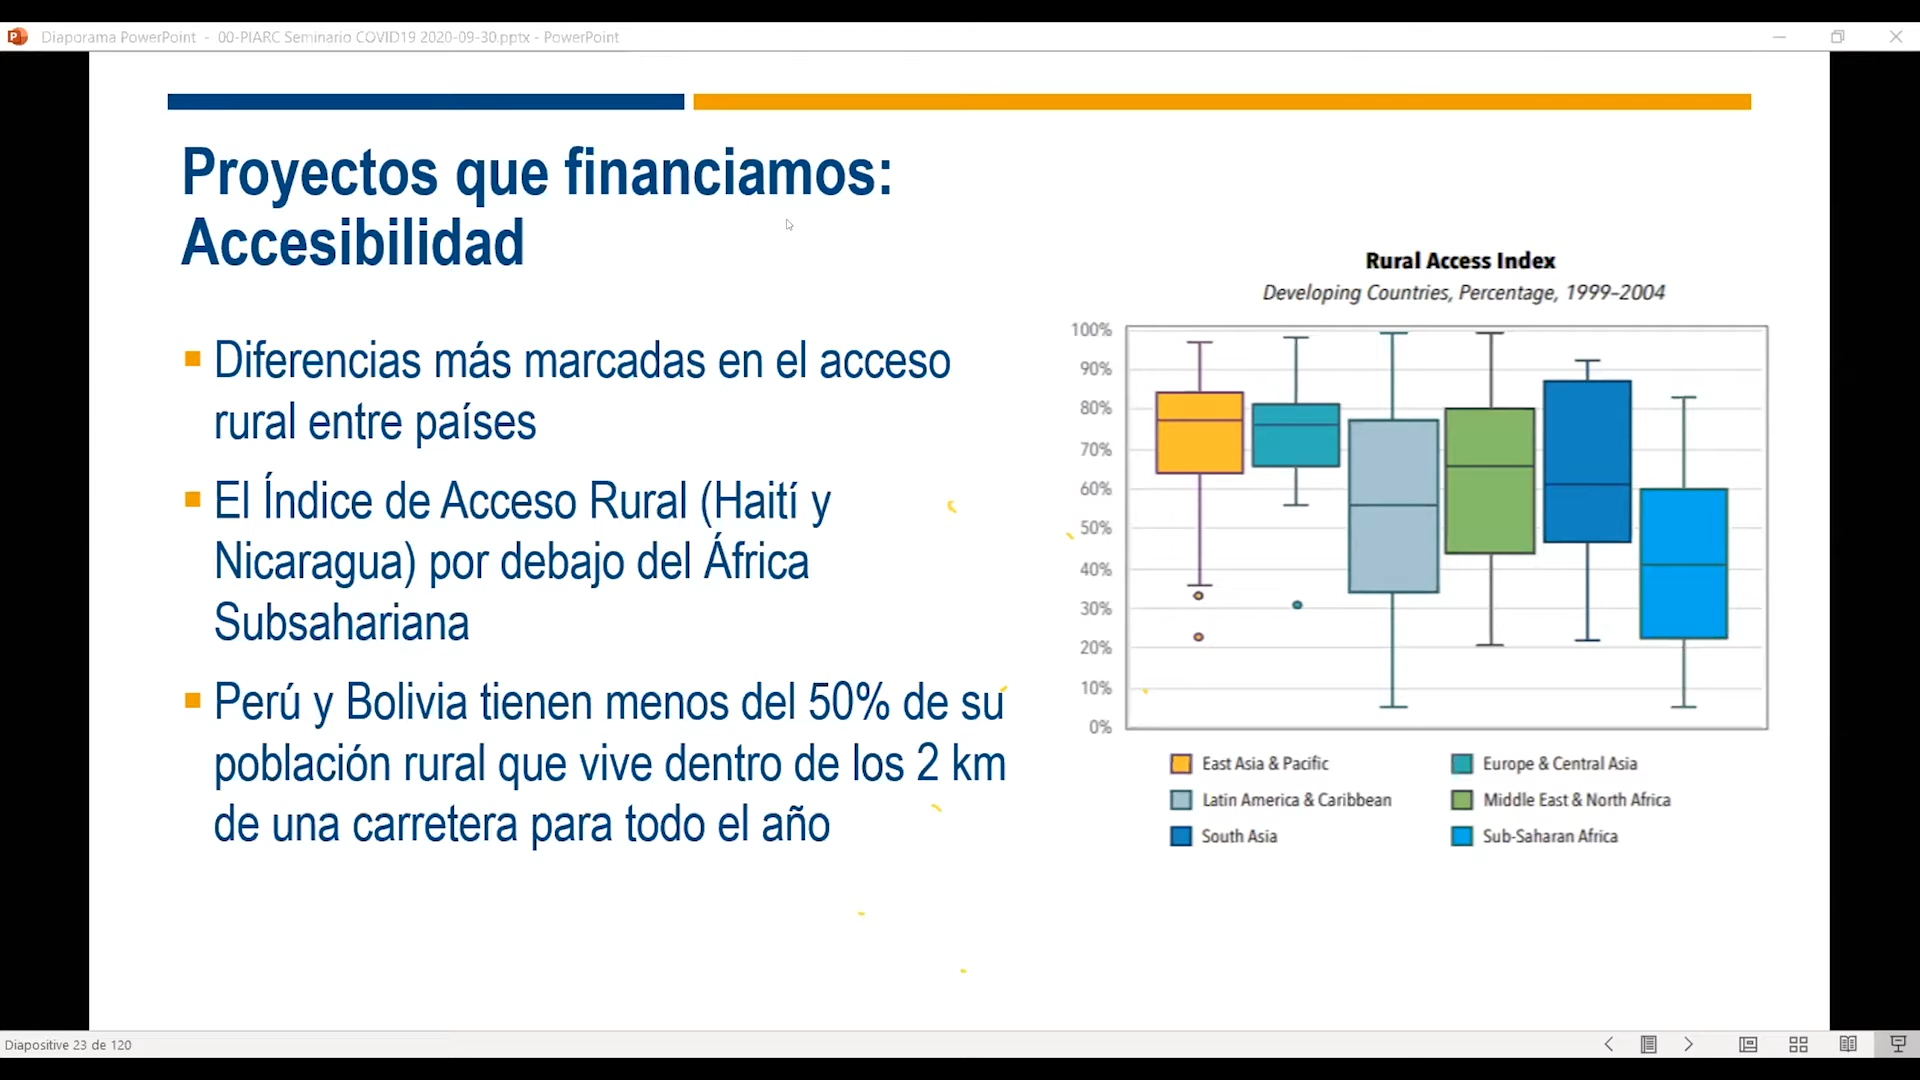 Diaporama PowerPoint - 00-PIARC Seminario COVID19 2020-09-30.pptx - PowerPoint
Proyectos que financiamos:
Accesibilidad
Diferencias más marcadas en el acceso
rural entre países
El Índice de Acceso Rural (Haití y
Nicaragua) por debajo del África
Subsahariana
Perú y Bolivia tienen menos del 50% de su
población rural que vive dentro de los 2 km
de una carretera para todo el año
Rural Access Index
Developing Countries, Percentage, 1999–2004
100%
90%
80%
70%
60%
50%
40%
30%
20%
10%
0%
East Asia & Pacific
Europe & Central Asia
Latin America & Caribbean
Middle East & North Africa
South Asia
Sub-Saharan Africa
Diapositive 23 de 120